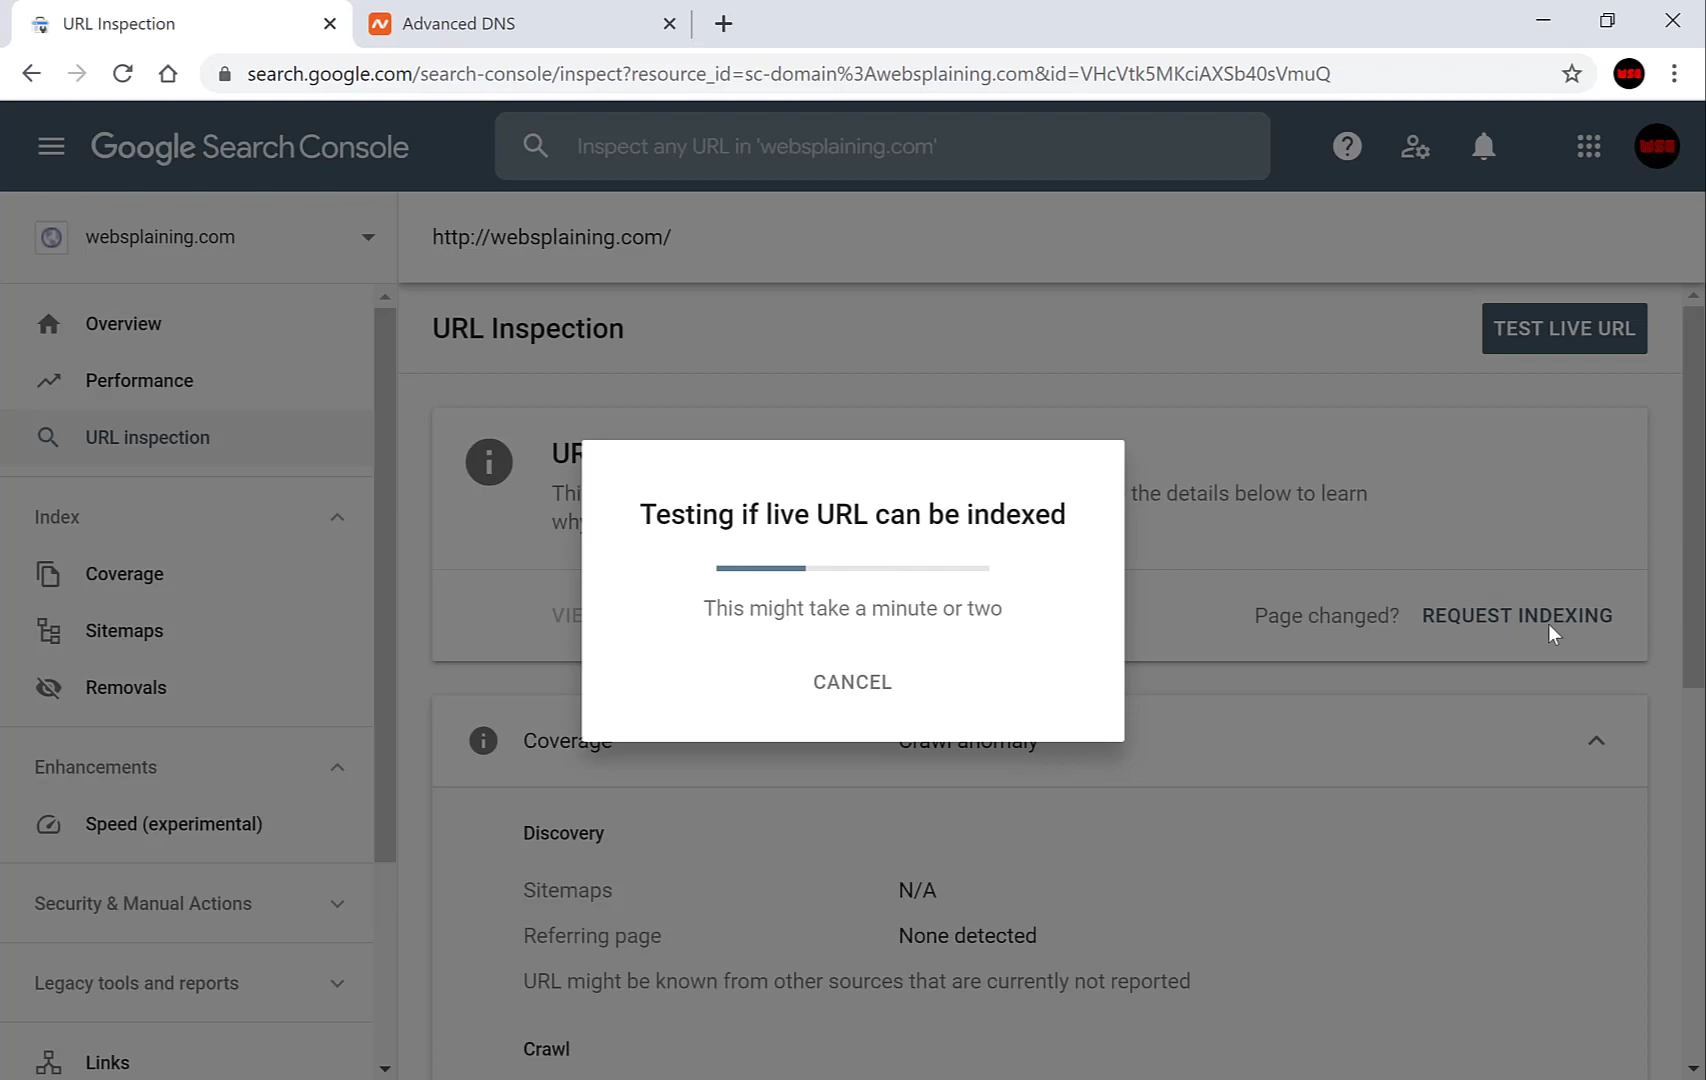 URL Inspection
Advanced DNS
search.google.com/search-console/inspect?resource_id=sc-domain%3Awebsplaining.com&id=VHcVtk5MKciAXSb40sVmuQ
WSG
Google Search Console
Inspect any URL in 'websplaining.com'
WSG
websplaining.com
http://websplaining.com/
Overview
Performance
URL inspection
Index
Coverage
Sitemaps
Removals
Enhancements
Speed (experimental)
Security & Manual Actions
Legacy tools and reports
Links
URL Inspection
TEST LIVE URL
the details below to learn
Page changed? REQUEST INDEXING
Testing if live URL can be indexed
This might take a minute or two
CANCEL
Coverage Crawl anomaly
Discovery
Sitemaps N/A
Referring page None detected
URL might be known from other sources that are currently not reported
Crawl